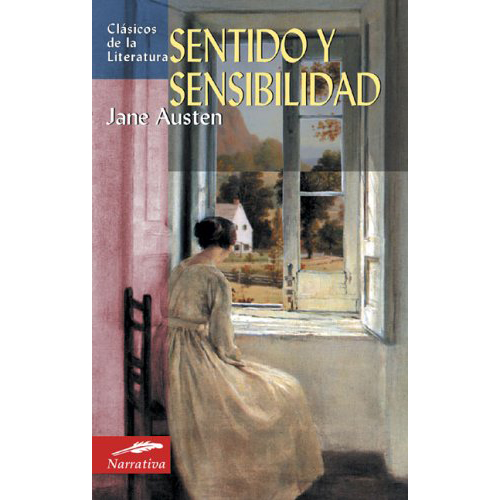 Clásicos
de la
Literatura
SENTIDO Y
SENSIBILIDAD
Jane Austen
Narrativa